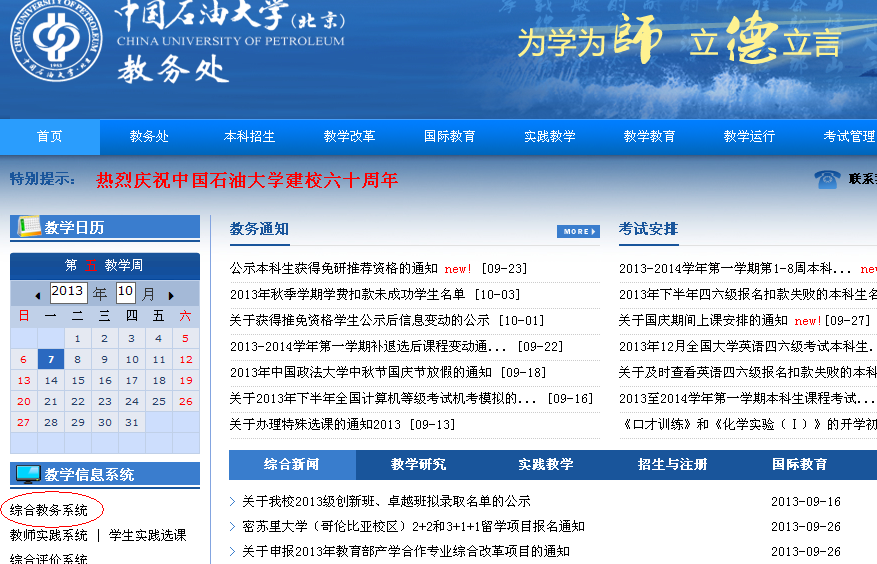 中国石油大学(北京)
CHINA UNIVERSITY OF PETROLEUM
教务处
为学为師 立德立言
首页 教务处 本科招生 教学改革 国际教育 实践教学 教学教育 教学运行 考试管理
特别提示: 热烈庆祝中国石油大学建校六十周年
联系
教学日历
第 五 教学周
2013 年 10 月
日 一 二 三 四 五 六
1 2 3 4 5
6 7 8 9 10 11 12
13 14 15 16 17 18 19
20 21 22 23 24 25 26
27 28 29 30 31
教学信息系统
综合教务系统
教师实践系统 | 学生实践选课
综合评价系统
教务通知
MORE
公示本科生获得免研推荐资格的通知 new! [09-23]
2013年秋季学期学费扣款未成功学生名单 [10-03]
关于获得推免资格学生公示后信息变动的公示 [10-01]
2013-2014学年第一学期补退选后课程变动通... [09-22]
2013年中国政法大学中秋节国庆节放假的通知 [09-18]
关于2013年下半年全国计算机等级考试机考模拟的... [09-16]
关于办理特殊选课的通知2013 [09-13]
考试安排
2013-2014学年第一学期第1-8周本科... new
2013年下半年四六级报名扣款失败的本科生名
关于国庆期间上课安排的通知 new![09-27]
2013年12月全国大学英语四六级考试本科生.
关于及时查看英语四六级报名扣款失败的本科
2013至2014学年第一学期本科生课程考试...
《口才训练》和《化学实验（Ⅰ）》的开学初
综合新闻 教学研究 实践教学 招生与注册 国际教育
关于我校2013级创新班、卓越班拟录取名单的公示 2013-09-16
密苏里大学（哥伦比亚校区）2+2和3+1+1留学项目报名通知 2013-09-26
关于申报2013年教育部产学合作专业综合改革项目的通知 2013-09-26